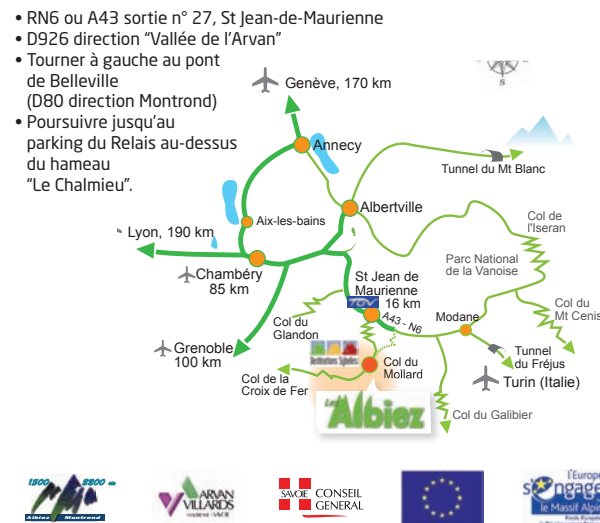 • RN6 ou A43 sortie n° 27, St Jean-de-Maurienne
• D926 direction “Vallée de l’Arvan”
• Tourner à gauche au pont
de Belleville
(D80 direction Montrond)
• Poursuivre jusqu’au
parking du Relais au-dessus
du hameau
“Le Chalmieu”.
Genève, 170 km
Annecy
Tunnel du Mt Blanc
Albertville
Aix-les-bains
Lyon, 190 km
Col de
l'Iseran
Parc National
de la Vanoise
Chambéry
85 km
St Jean de
Maurienne
TGV
16 km
A43 - N6
Col du
Glandon
Modane
Col du
Mt Cenis
Grenoble
100 km
Destinations Sybelles
Col du
Mollard
Tunnel
du Fréjus
Turin (Italie)
Col de la
Croix de Fer
Les
Albiez
Col du Galibier
1500 2200 m
Albiez Montrond
ARVAN
VILLARDS
SAVOIE
CONSEIL
GENERAL
l'Europe
s'engage
le Massif Alpin